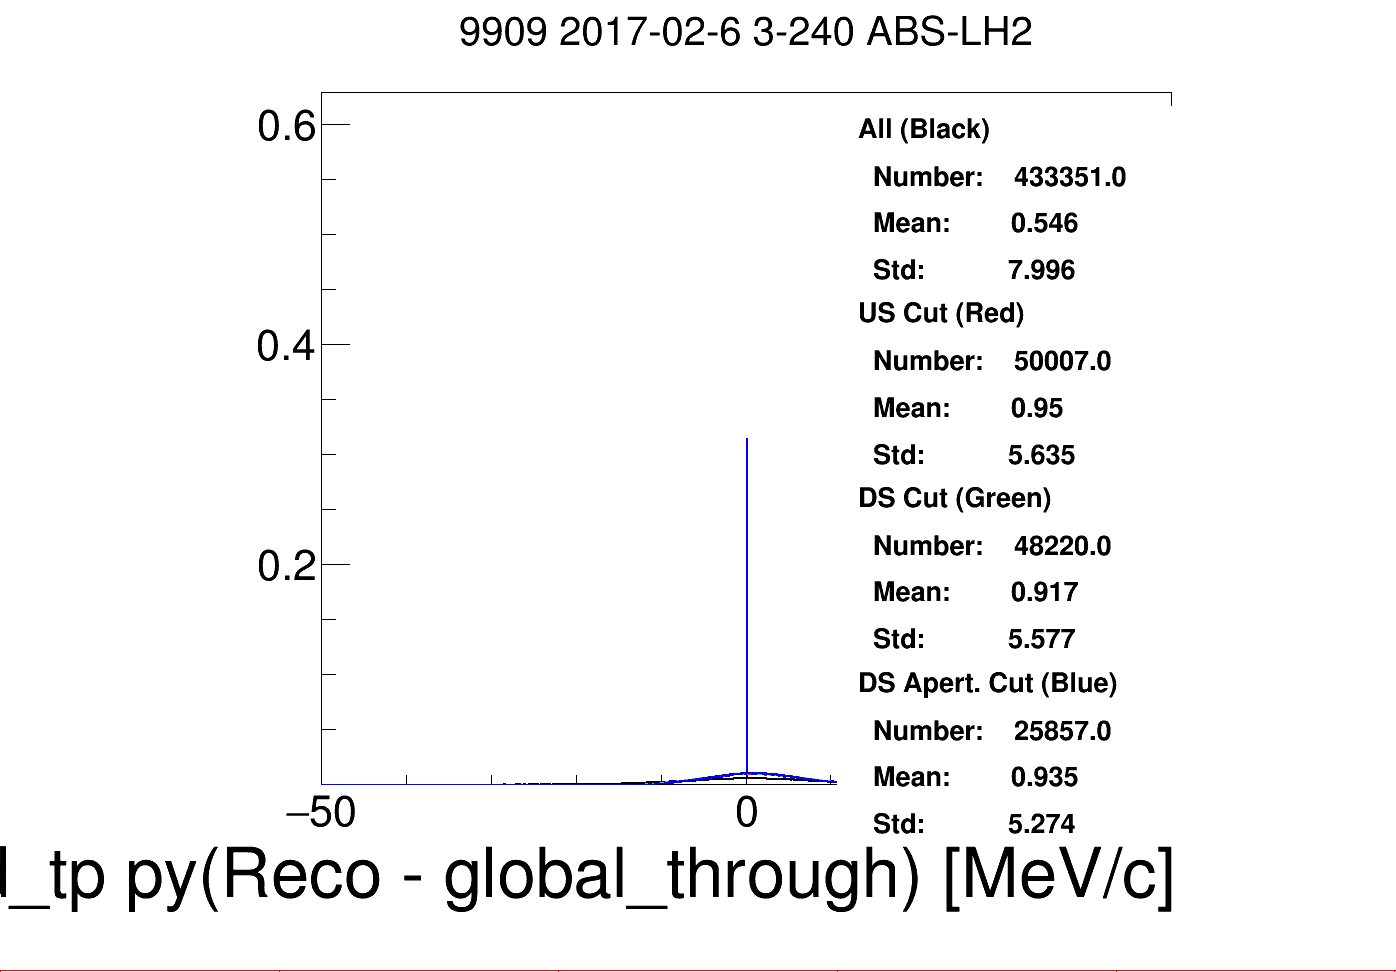 9909 2017-02-6 3-240 ABS-LH2
0.6
0.4
0.2
All (Black)
Number: 433351.0
Mean: 0.546
Std: 7.996
US Cut (Red)
Number: 50007.0
Mean: 0.95
Std: 5.635
DS Cut (Green)
Number: 48220.0
Mean: 0.917
Std: 5.577
DS Apert. Cut (Blue)
Number: 25857.0
Mean: 0.935
Std: 5.274
−50 0
_tp py(Reco - global_through) [MeV/c]